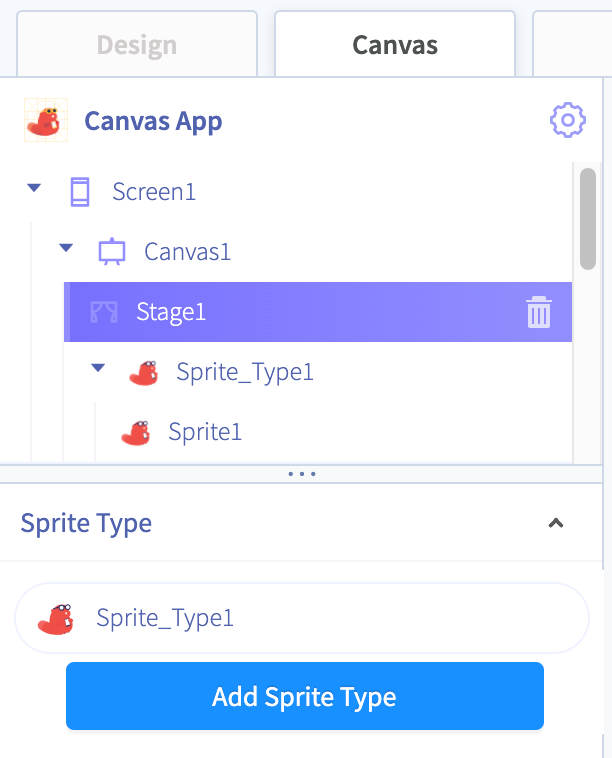 Design
Canvas
Canvas App
Screen1
Canvas1
Stage1
Sprite_Type1
Sprite1
Sprite Type
Sprite_Type1
Add Sprite Type